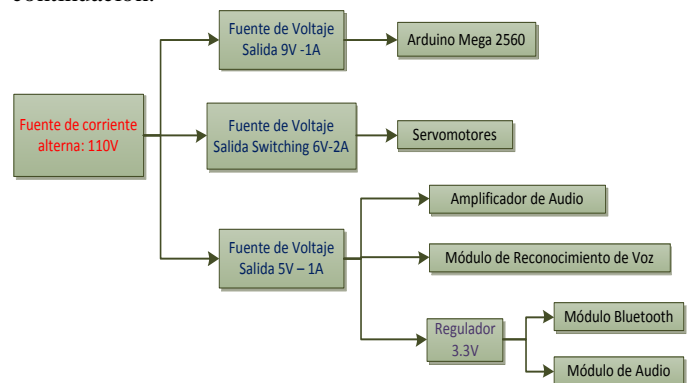 continuación.
Fuente de Voltaje
Salida 9V -1A
Arduino Mega 2560
Fuente de corriente
alterna: 110V
Fuente de Voltaje
Salida Switching 6V-2A
Servomotores
Fuente de Voltaje
Salida 5V – 1A
Amplificador de Audio
Módulo de Reconocimiento de Voz
Regulador
3.3V
Módulo Bluetooth
Módulo de Audio